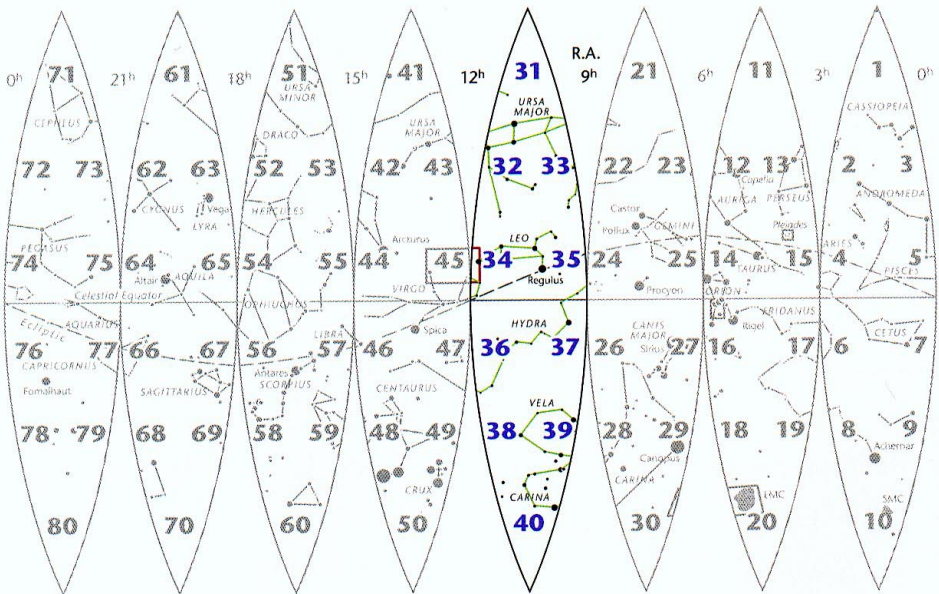 R.A.
0h 71 21h 61 18h 51 15h 41 12h 31 9h 21 6h 11 3h 1 0h
URSA MINOR
URSA MAJOR
URSA MAJOR
CASSIOPEIA
CEPHEUS
DRACO
72 73 62 63 52 53 42 43 32 33 22 23 12 13 2 3
Capella
CYGNUS
Vega
LYRA
HERCULES
Castor
Pollux
GEMINI
AURIGA
PERSEUS
Pleiades
ANDROMEDA
PEGASUS
Arcturus
LEO
ARIES
74 75 64 65 54 55 44 45 34 35 24 25 14 15 4 5
Altair
AQUILA
Regulus
TAURUS
PISCES
Celestial Equator
OPHIUCHUS
VIRGO
Procyon
ORION
Ecliptic
AQUARIUS
LIBRA
Spica
HYDRA
CANIS MAJOR
Sirius
Rigel
ERIDANUS
CETUS
76 77 66 67 56 57 46 47 36 37 26 27 16 17 6 7
CAPRICORNUS
Fomalhaut
SAGITTARIUS
Antares
SCORPIUS
CENTAURUS
VELA
78 79 68 69 58 59 48 49 38 39 28 29 18 19 8 9
Canopus
Achernar
CRUX
CARINA
CARINA
LMC
SMC
80 70 60 50 40 30 20 10